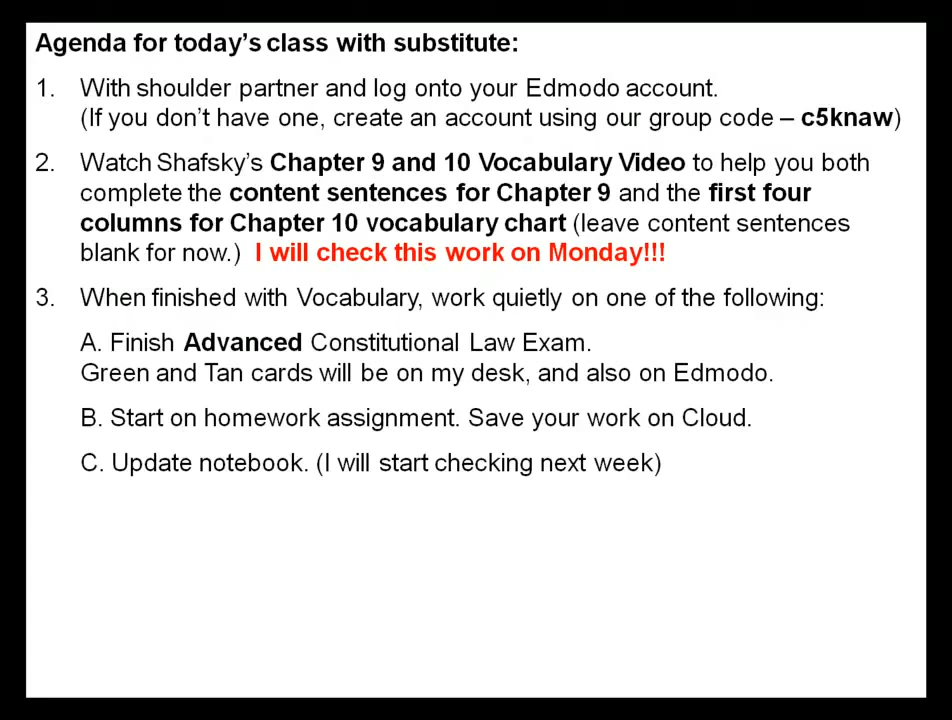 Agenda for today's class with substitute:
1. With shoulder partner and log onto your Edmodo account.
(If you don't have one, create an account using our group code – c5knaw)
2. Watch Shafsky's Chapter 9 and 10 Vocabulary Video to help you both
complete the content sentences for Chapter 9 and the first four
columns for Chapter 10 vocabulary chart (leave content sentences
blank for now.) I will check this work on Monday!!!
3. When finished with Vocabulary, work quietly on one of the following:
A. Finish Advanced Constitutional Law Exam.
Green and Tan cards will be on my desk, and also on Edmodo.
B. Start on homework assignment. Save your work on Cloud.
C. Update notebook. (I will start checking next week)